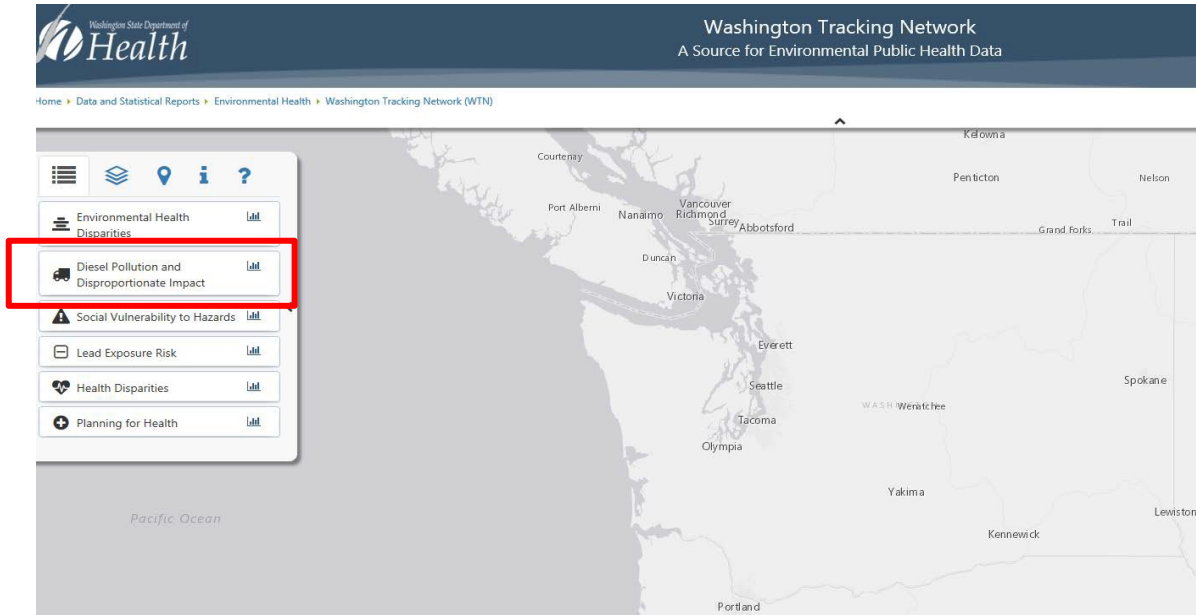 Washington State Department of
Health
Washington Tracking Network
A Source for Environmental Public Health Data
Home ▸ Data and Statistical Reports ▸ Environmental Health ▸ Washington Tracking Network (WTN)
i ?
Environmental Health
Disparities
Diesel Pollution and
Disproportionate Impact
Social Vulnerability to Hazards
Lead Exposure Risk
Health Disparities
Planning for Health
Kelowna
Courtenay
Penticton
Nelson
Port Alberni
Nanaimo
Vancouver
Richmond
Surrey
Abbotsford
Grand Forks
Trail
Duncan
Victoria
Everett
Seattle
Spokane
WASH
Wenatchee
Tacoma
Olympia
Yakima
Pacific Ocean
Lewiston
Kennewick
Portland